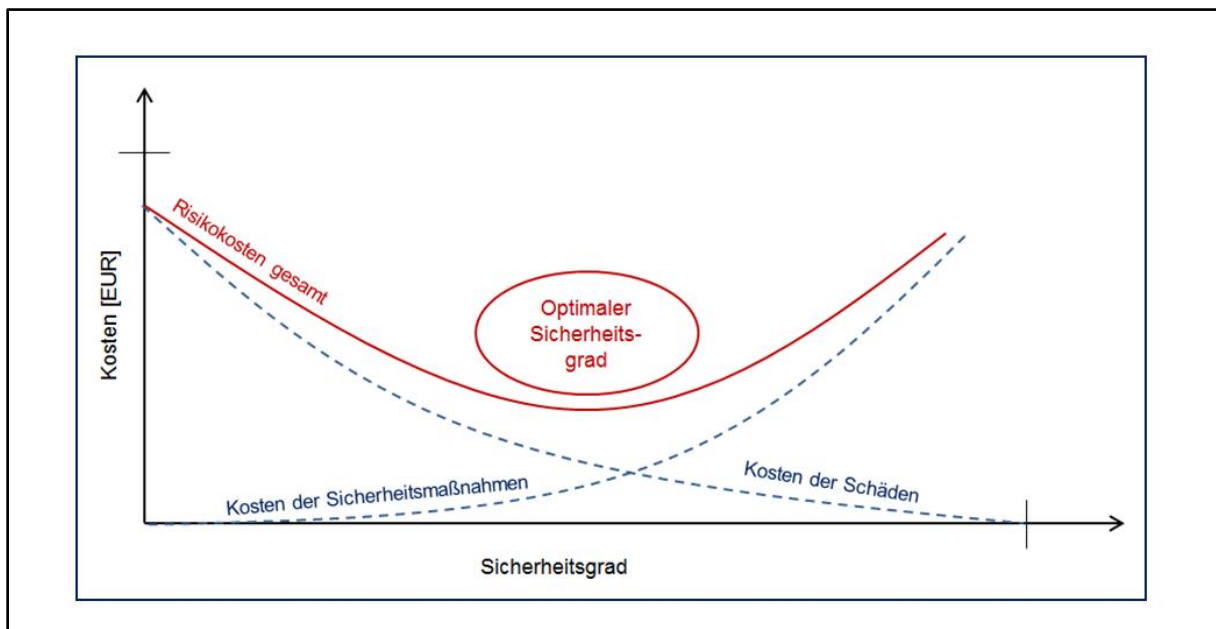 Kosten [EUR]
Risikokosten gesamt
Optimaler
Sicherheits-
grad
Kosten der Sicherheitsmaßnahmen
Kosten der Schäden
Sicherheitsgrad